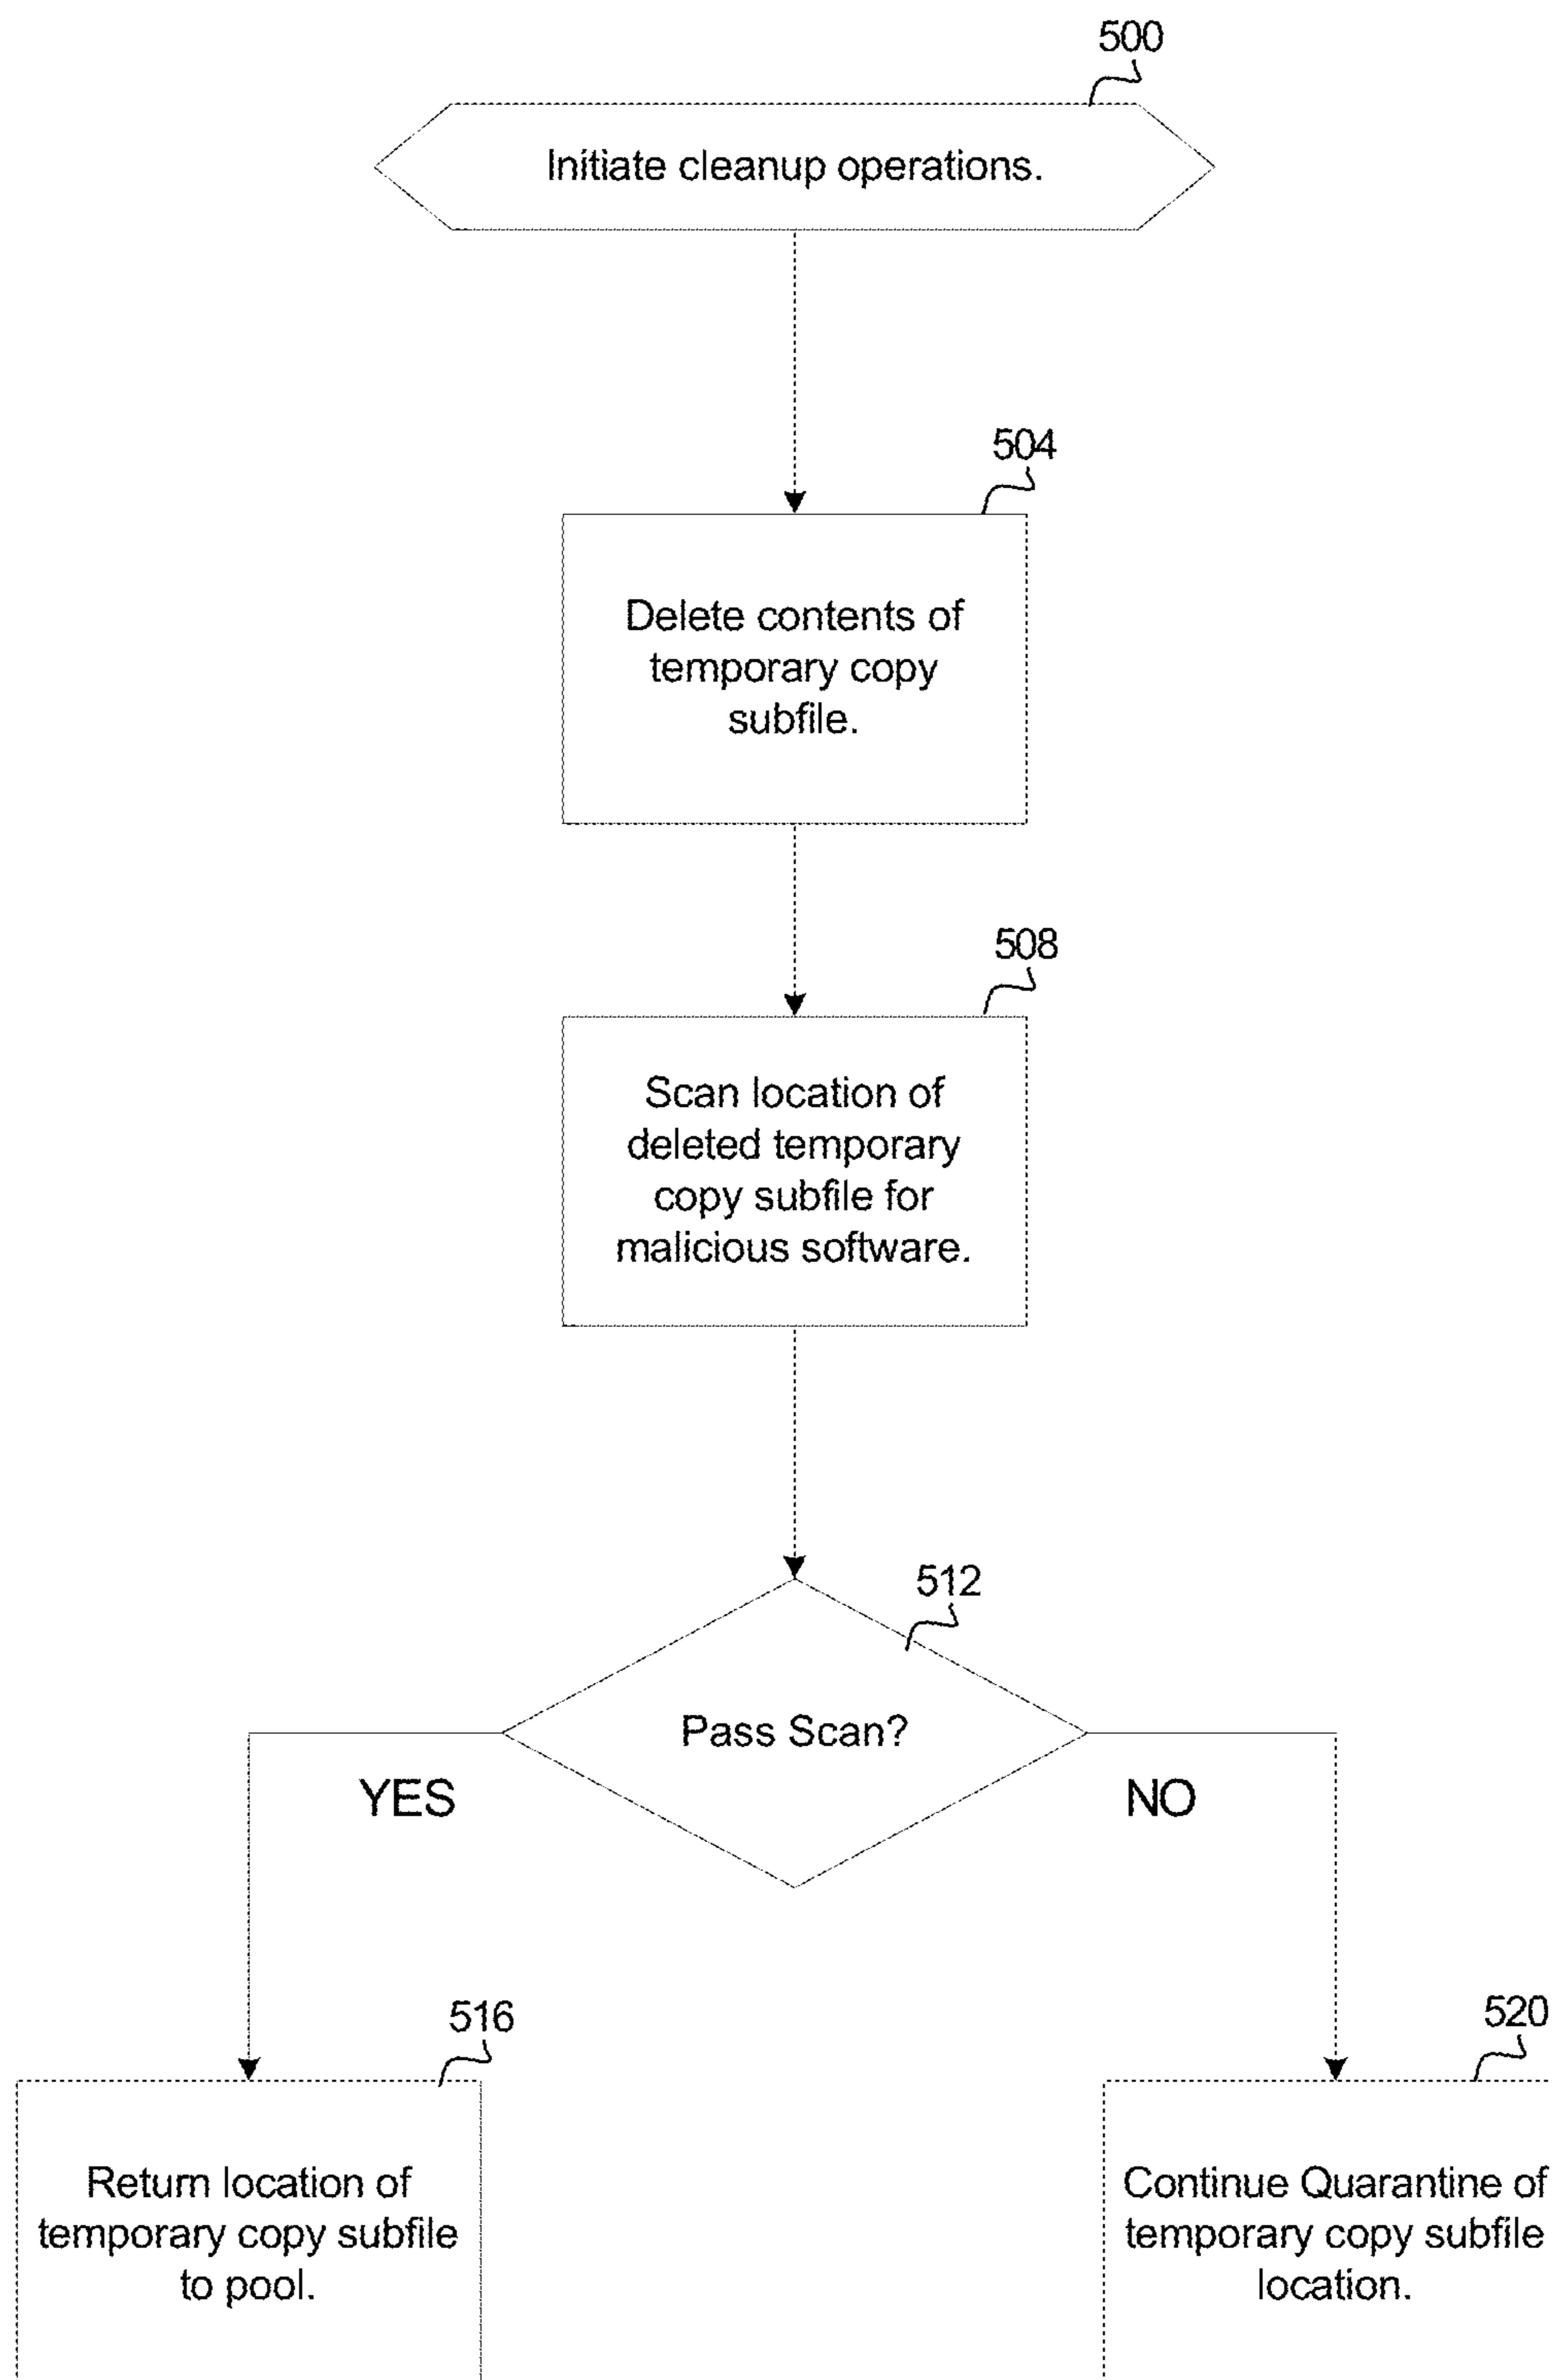 500
Initiate cleanup operations.
504
Delete contents of
temporary copy
subfile.
508
Scan location of
deleted temporary
copy subfile for
malicious software.
512
Pass Scan?
YES
NO
516
520
Return location of
temporary copy subfile
to pool.
Continue Quarantine of
temporary copy subfile
location.